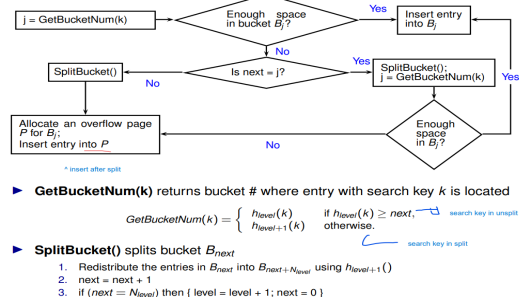 j = GetBucketNum(k)
Enough space in bucket Bj?
Yes
Insert entry into Bj
No
SplitBucket()
No
Is next = j?
Yes
SplitBucket();
j = GetBucketNum(k)
Yes
Allocate an overflow page
P for Bj;
Insert entry into P
No
Enough
space
in Bj?
^ insert after split
► GetBucketNum(k) returns bucket # where entry with search key k is located
GetBucketNum(k) = { hlevel(k) if hlevel(k) ≥ next, search key in unsplit
hlevel+1(k) otherwise.
search key in split
► SplitBucket() splits bucket Bnext
1. Redistribute the entries in Bnext into Bnext+Nlevel using hlevel+1()
2. next = next + 1
3. if (next = Nlevel) then { level = level + 1; next = 0 }